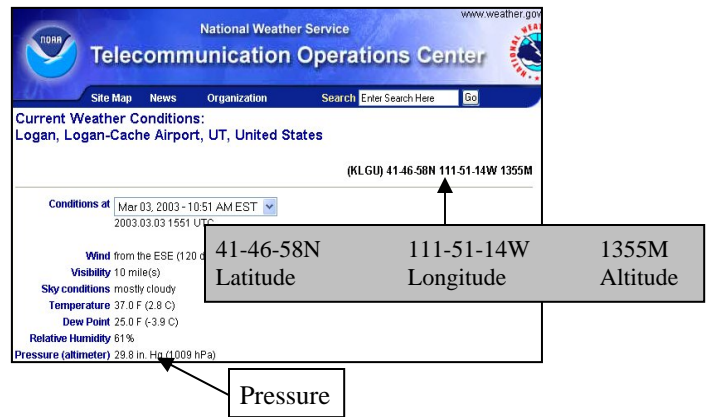 www.weather.gov
NOAA
National Weather Service
Telecommunication Operations Center
Site Map News Organization Search Enter Search Here Go
Current Weather Conditions:
Logan, Logan-Cache Airport, UT, United States
(KLGU) 41-46-58N 111-51-14W 1355M
Conditions at Mar 03, 2003 - 10:51 AM EST
2003.03.03 1551 UTC
41-46-58N 111-51-14W 1355M
Latitude Longitude Altitude
Wind from the ESE (120 d
Visibility 10 mile(s)
Sky conditions mostly cloudy
Temperature 37.0 F (2.8 C)
Dew Point 25.0 F (-3.9 C)
Relative Humidity 61%
Pressure (altimeter) 29.8 in. Hg (1009 hPa)
Pressure